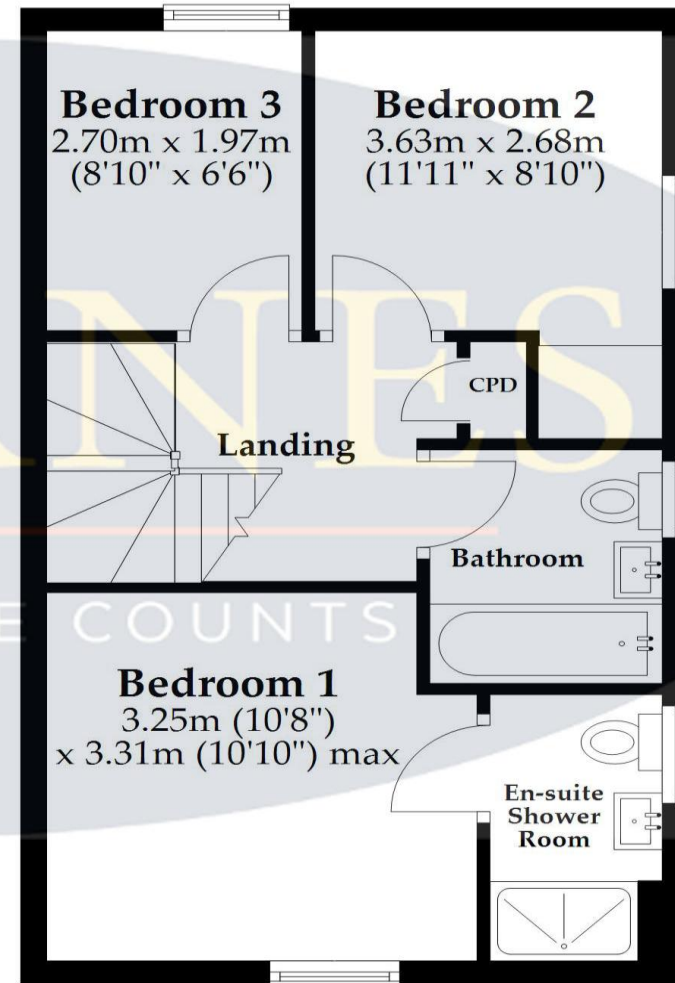 Bedroom 3
2.70m x 1.97m
(8'10" x 6'6")
Bedroom 2
3.63m x 2.68m
(11'11" x 8'10")
CPD
ANES
Landing
Bathroom
E COUNTS
Bedroom 1
3.25m (10'8")
x 3.31m (10'10") max
En-suite
Shower
Room